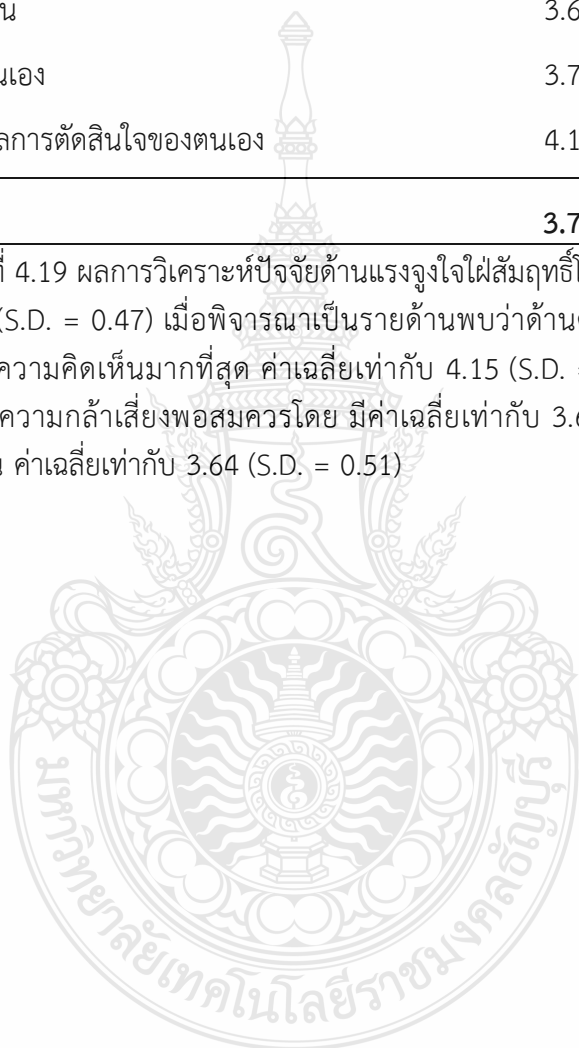 น 3.6
นเอง 3.7
ลการตัดสินใจของตนเอง 4.1
3.7
ที่ 4.19 ผลการวิเคราะห์ปัจจัยด้านแรงจูงใจใฝ่สัมฤทธิ์โ
(S.D. = 0.47) เมื่อพิจารณาเป็นรายด้านพบว่าด้าน
ความคิดเห็นมากที่สุด ค่าเฉลี่ยเท่ากับ 4.15 (S.D. =
ความกล้าเสี่ยงพอสมควรโดย มีค่าเฉลี่ยเท่ากับ 3.6
น ค่าเฉลี่ยเท่ากับ 3.64 (S.D. = 0.51)
มหาวิทยาลัยเทคโนโลยีราชมงคลธัญบุรี